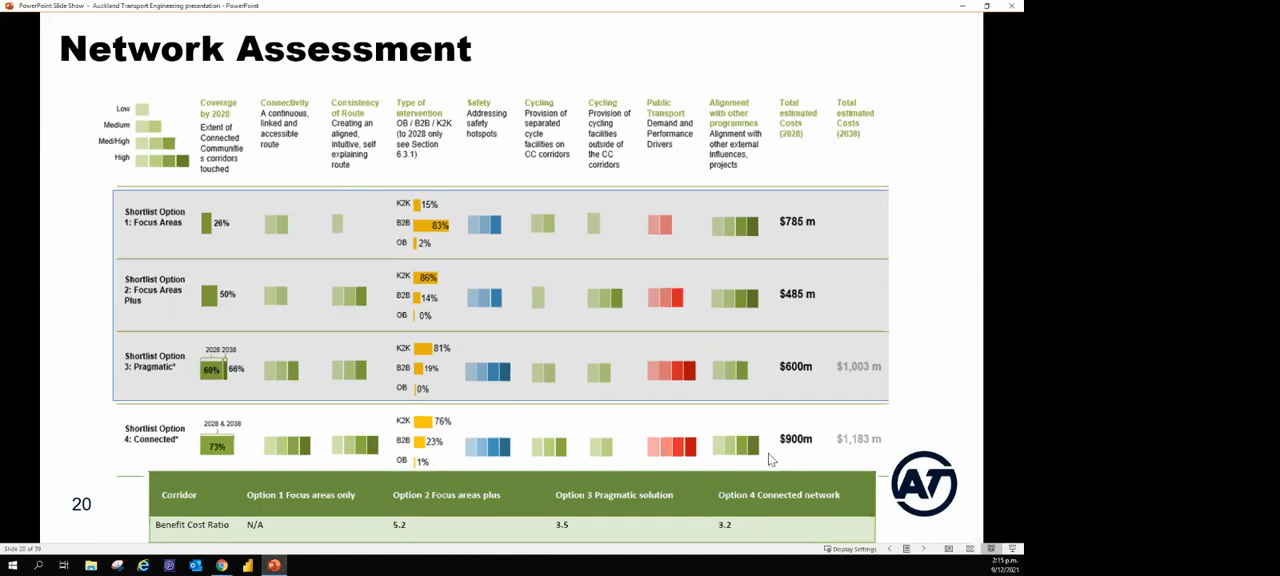 PowerPoint Slide Show - Auckland Transport Engineering presentation - PowerPoint
Network Assessment
Low
Medium
Med/High
High
Coverage
by 2028
Extent of
Connected
Communitie
s corridors
touched
Connectivity
A continuous,
linked and
accessible
route
Consistency
of Route
Creating an
aligned,
intuitive, self
explaining
route
Type of
intervention
OB / B2B / K2K
(to 2028 only
see Section
6.3.1)
Safety
Addressing
safety
hotspots
Cycling
Provision of
separated
cycle
facilities on
CC corridors
Cycling
Provision of
cycling
facilities
outside of
the CC
corridors
Public
Transport
Demand and
Performance
Drivers
Alignment
with other
programmes
Alignment with
other external
influences,
projects
Total
estimated
Costs
(2028)
Total
estimated
Costs
(2038)
Shortlist Option
1: Focus Areas
26%
K2K 15%
B2B 83%
OB 2%
$785 m
Shortlist Option
2: Focus Areas
Plus
50%
K2K 86%
B2B 14%
OB 0%
$485 m
Shortlist Option
3: Pragmatic*
2028 2038
60% 66%
K2K 81%
B2B 19%
OB 0%
$600m
$1,003 m
Shortlist Option
4: Connected*
2028 & 2038
73%
K2K 76%
B2B 23%
OB 1%
$900m
$1,183 m
Corridor Option 1 Focus areas only Option 2 Focus areas plus Option 3 Pragmatic solution Option 4 Connected network
Benefit Cost Ratio N/A 5.2 3.5 3.2
20
AT
Slide 20 of 39
Display Settings
2:15 p.m.
9/12/2021